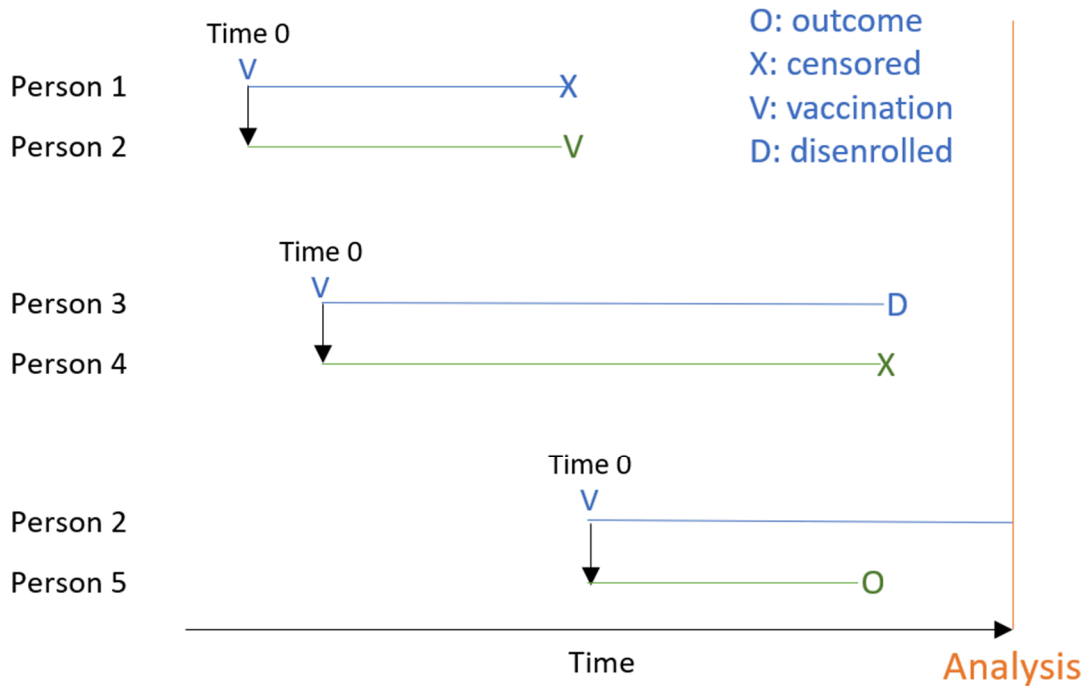 O: outcome
X: censored
V: vaccination
D: disenrolled
Time 0
V
Person 1 X
Person 2 V
Time 0
V
Person 3 D
Person 4 X
Time 0
V
Person 2
Person 5 O
Time
Analysis